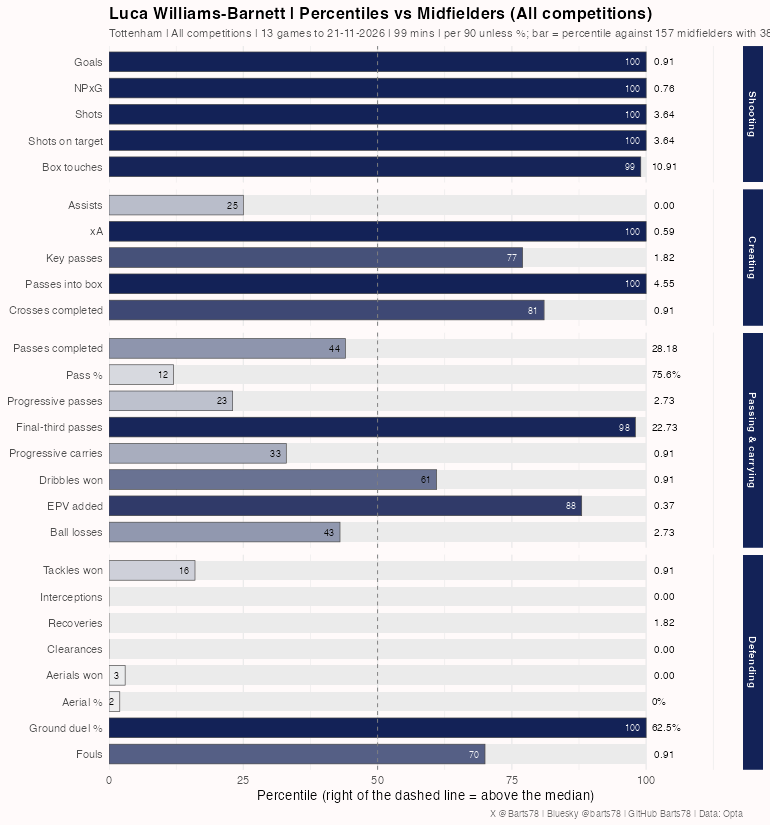 Luca Williams-Barnett | Percentiles vs Midfielders (All competitions)
Tottenham | All competitions | 13 games to 21-11-2026 | 99 mins | per 90 unless %; bar = percentile against 157 midfielders with 38
Shooting
Goals 100 0.91
NPxG 100 0.76
Shots 100 3.64
Shots on target 100 3.64
Box touches 99 10.91
Creating
Assists 25 0.00
xA 100 0.59
Key passes 77 1.82
Passes into box 100 4.55
Crosses completed 81 0.91
Passing & carrying
Passes completed 44 28.18
Pass % 12 75.6%
Progressive passes 23 2.73
Final-third passes 98 22.73
Progressive carries 33 0.91
Dribbles won 61 0.91
EPV added 88 0.37
Ball losses 43 2.73
Defending
Tackles won 16 0.91
Interceptions 0.00
Recoveries 1.82
Clearances 0.00
Aerials won 3 0.00
Aerial % 2 0%
Ground duel % 100 62.5%
Fouls 70 0.91
0 25 50 75 100
Percentile (right of the dashed line = above the median)
X @Barts78 | Bluesky @barts78 | GitHub Barts78 | Data: Opta